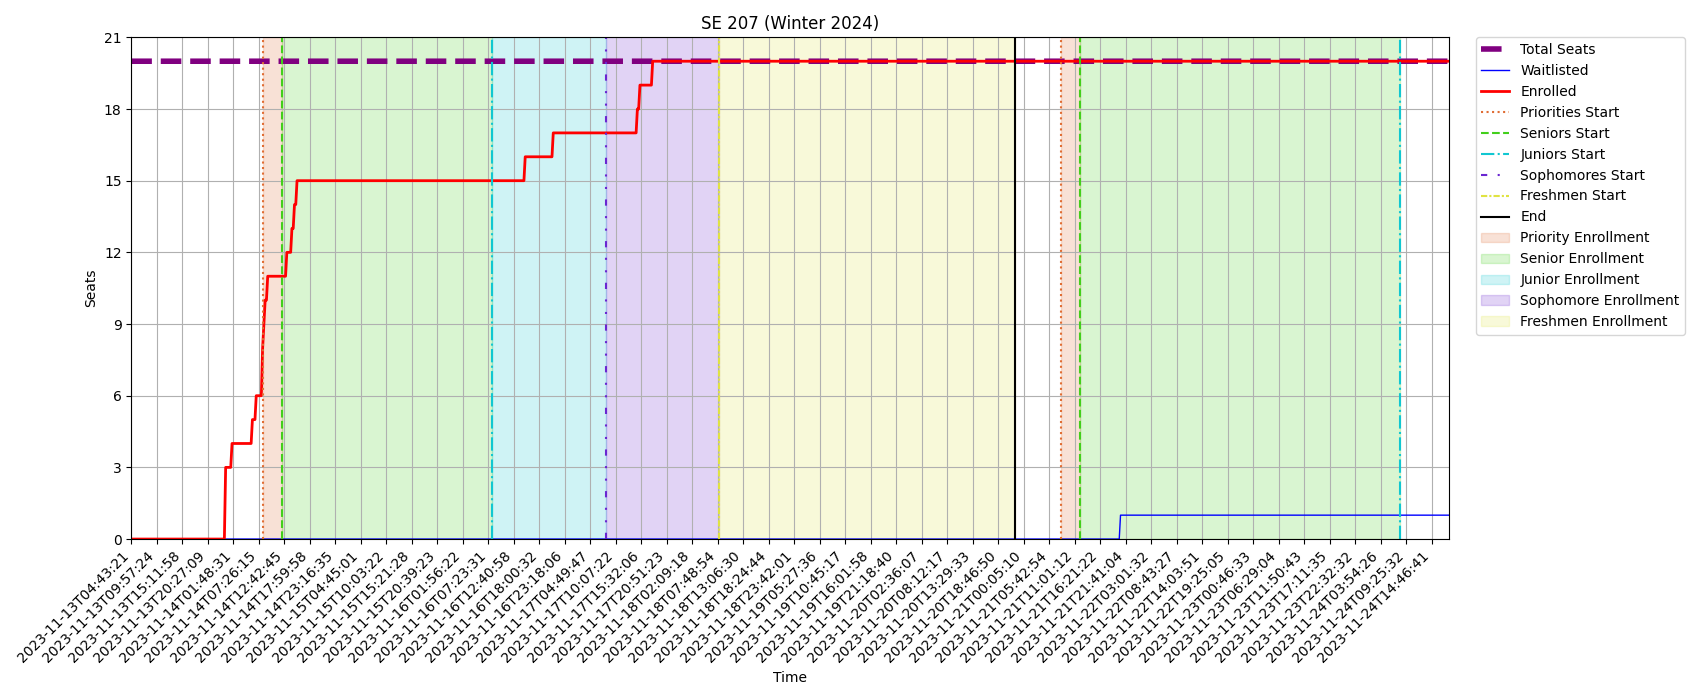 SE 207 (Winter 2024)
21
18
15
12
9
6
3
0
Seats
2023-11-13T04:43:21
2023-11-13T09:57:24
2023-11-13T15:11:58
2023-11-13T20:27:09
2023-11-14T01:48:31
2023-11-14T07:26:15
2023-11-14T12:42:45
2023-11-14T17:59:58
2023-11-14T23:16:35
2023-11-15T04:45:01
2023-11-15T10:03:22
2023-11-15T15:21:28
2023-11-15T20:39:23
2023-11-16T01:56:22
2023-11-16T07:23:31
2023-11-16T12:40:58
2023-11-16T18:00:32
2023-11-16T23:18:06
2023-11-17T04:49:47
2023-11-17T10:07:22
2023-11-17T15:32:06
2023-11-17T20:51:23
2023-11-18T02:09:18
2023-11-18T07:48:54
2023-11-18T13:06:30
2023-11-18T18:24:44
2023-11-18T23:42:01
2023-11-19T05:27:36
2023-11-19T10:45:17
2023-11-19T16:01:58
2023-11-19T21:18:40
2023-11-20T02:36:07
2023-11-20T08:12:17
2023-11-20T13:29:33
2023-11-20T18:46:50
2023-11-21T00:05:10
2023-11-21T05:42:54
2023-11-21T11:01:12
2023-11-21T16:21:22
2023-11-21T21:41:04
2023-11-22T03:01:32
2023-11-22T08:43:27
2023-11-22T14:03:51
2023-11-22T19:25:05
2023-11-23T00:46:33
2023-11-23T06:29:04
2023-11-23T11:50:43
2023-11-23T17:11:35
2023-11-23T22:32:32
2023-11-24T03:54:26
2023-11-24T09:25:32
2023-11-24T14:46:41
Time
Total Seats
Waitlisted
Enrolled
Priorities Start
Seniors Start
Juniors Start
Sophomores Start
Freshmen Start
End
Priority Enrollment
Senior Enrollment
Junior Enrollment
Sophomore Enrollment
Freshmen Enrollment